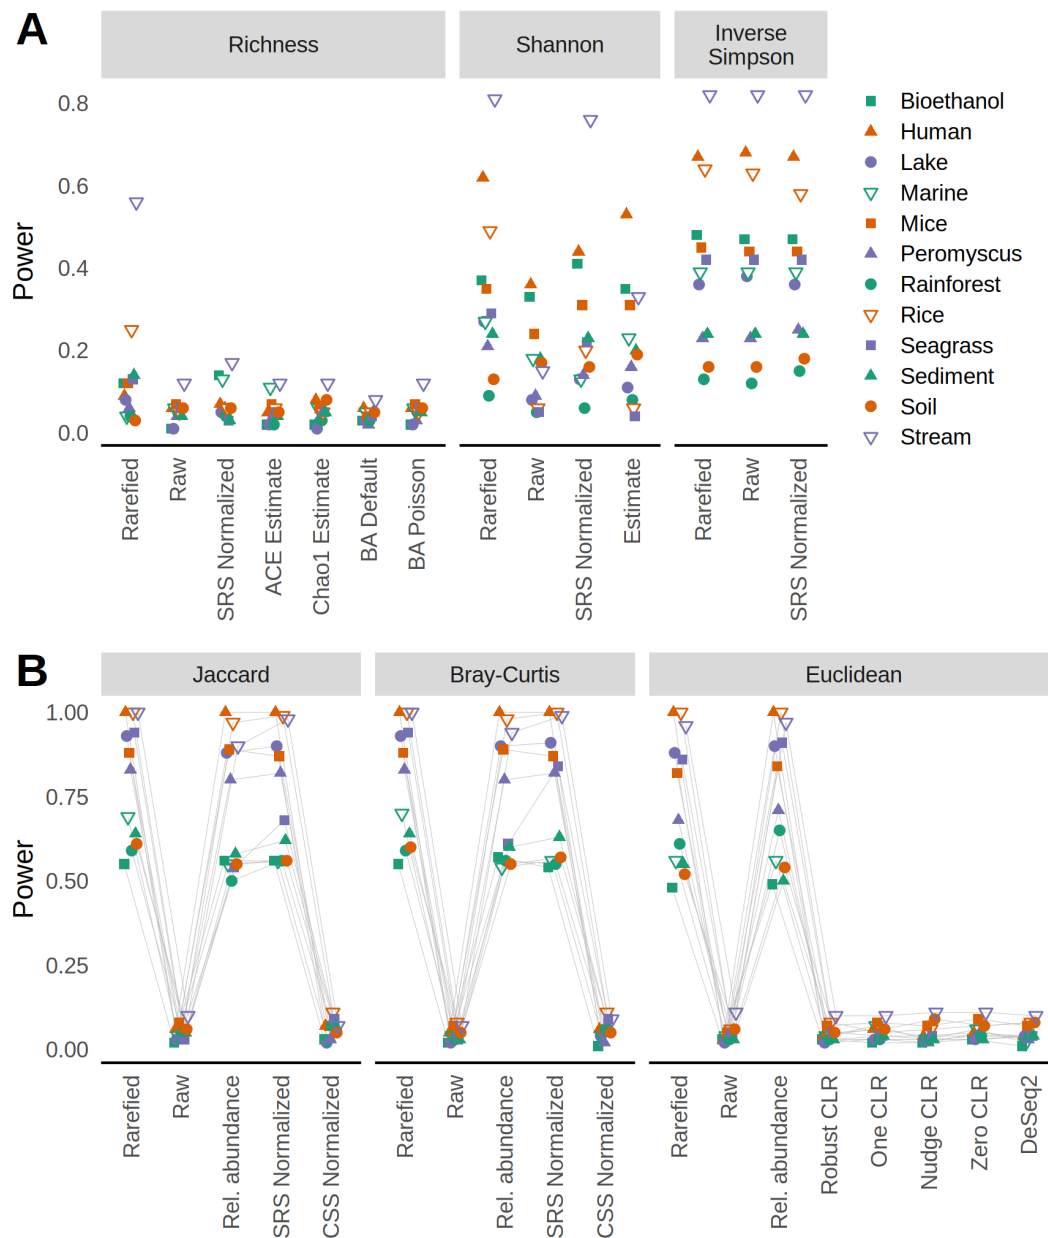 A
Richness
Shannon
Inverse
Simpson
Power
0.8
0.6
0.4
0.2
0.0
Rarefied
Raw
SRS Normalized
ACE Estimate
Chao1 Estimate
BA Default
BA Poisson
Rarefied
Raw
SRS Normalized
Estimate
Rarefied
Raw
SRS Normalized
Bioethanol
Human
Lake
Marine
Mice
Peromyscus
Rainforest
Rice
Seagrass
Sediment
Soil
Stream
B
Jaccard
Bray-Curtis
Euclidean
Power
1.00
0.75
0.50
0.25
0.00
Rarefied
Raw
Rel. abundance
SRS Normalized
CSS Normalized
Rarefied
Raw
Rel. abundance
SRS Normalized
CSS Normalized
Rarefied
Raw
Rel. abundance
Robust CLR
One CLR
Nudge CLR
Zero CLR
DeSeq2